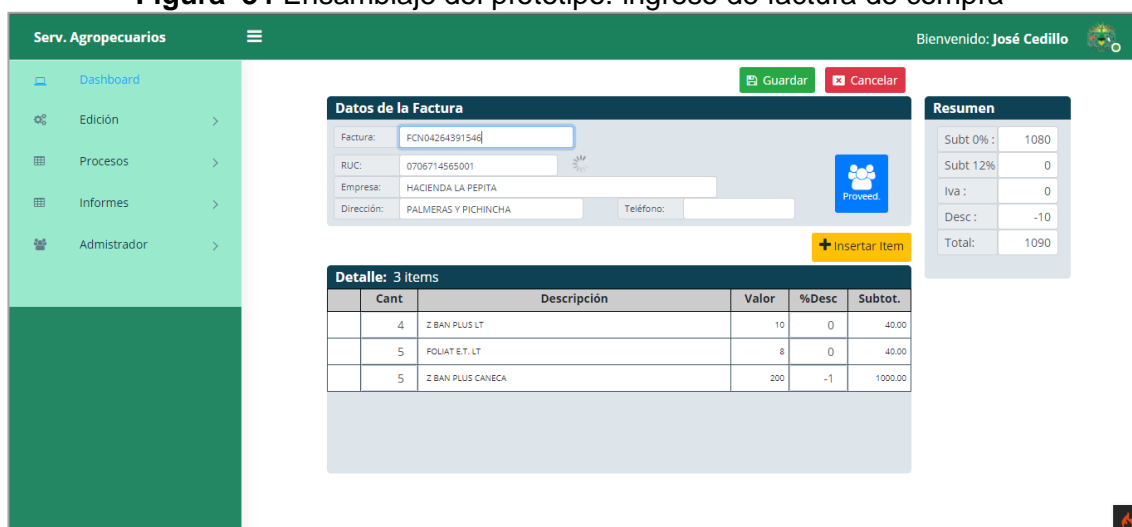 Figura 34 Ensamblaje del prototipo: ingreso de factura de compra
Serv. Agropecuarios
Bienvenido: José Cedillo
Dashboard
Edición
Procesos
Informes
Admistrador
Guardar
Cancelar
Datos de la Factura
Factura: FCN04264391546
RUC: 0706714565001
Empresa: HACIENDA LA PEPITA
Dirección: PALMERAS Y PICHINCHA Teléfono:
Proveed.
Resumen
Subt 0% : 1080
Subt 12% 0
Iva : 0
Desc : -10
Total: 1090
Insertar Item
Detalle: 3 items
Cant Descripción Valor %Desc Subtot.
4 Z BAN PLUS LT 10 0 40.00
5 FOLIAT E.T. LT 8 0 40.00
5 Z BAN PLUS CANECA 200 -1 1000.00